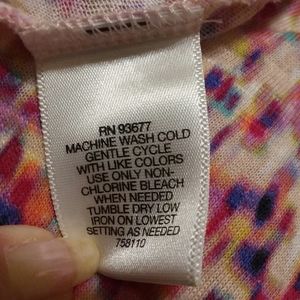 RN 93677
MACHINE WASH COLD
GENTLE CYCLE
WITH LIKE COLORS
USE ONLY NON-
CHLORINE BLEACH
WHEN NEEDED
TUMBLE DRY LOW
IRON ON LOWEST
SETTING AS NEEDED
758110